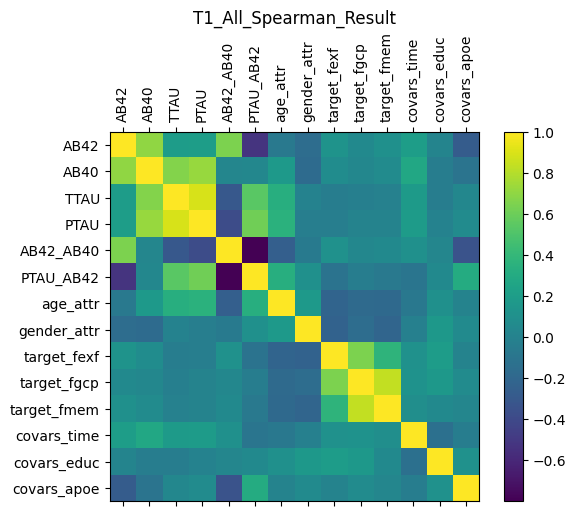 T1_All_Spearman_Result
AB42
AB40
TTAU
PTAU
AB42_AB40
PTAU_AB42
age_attr
gender_attr
target_fexf
target_fgcp
target_fmem
covars_time
covars_educ
covars_apoe
AB42
AB40
TTAU
PTAU
AB42_AB40
PTAU_AB42
age_attr
gender_attr
target_fexf
target_fgcp
target_fmem
covars_time
covars_educ
covars_apoe
1.0
0.8
0.6
0.4
0.2
0.0
−0.2
−0.4
−0.6